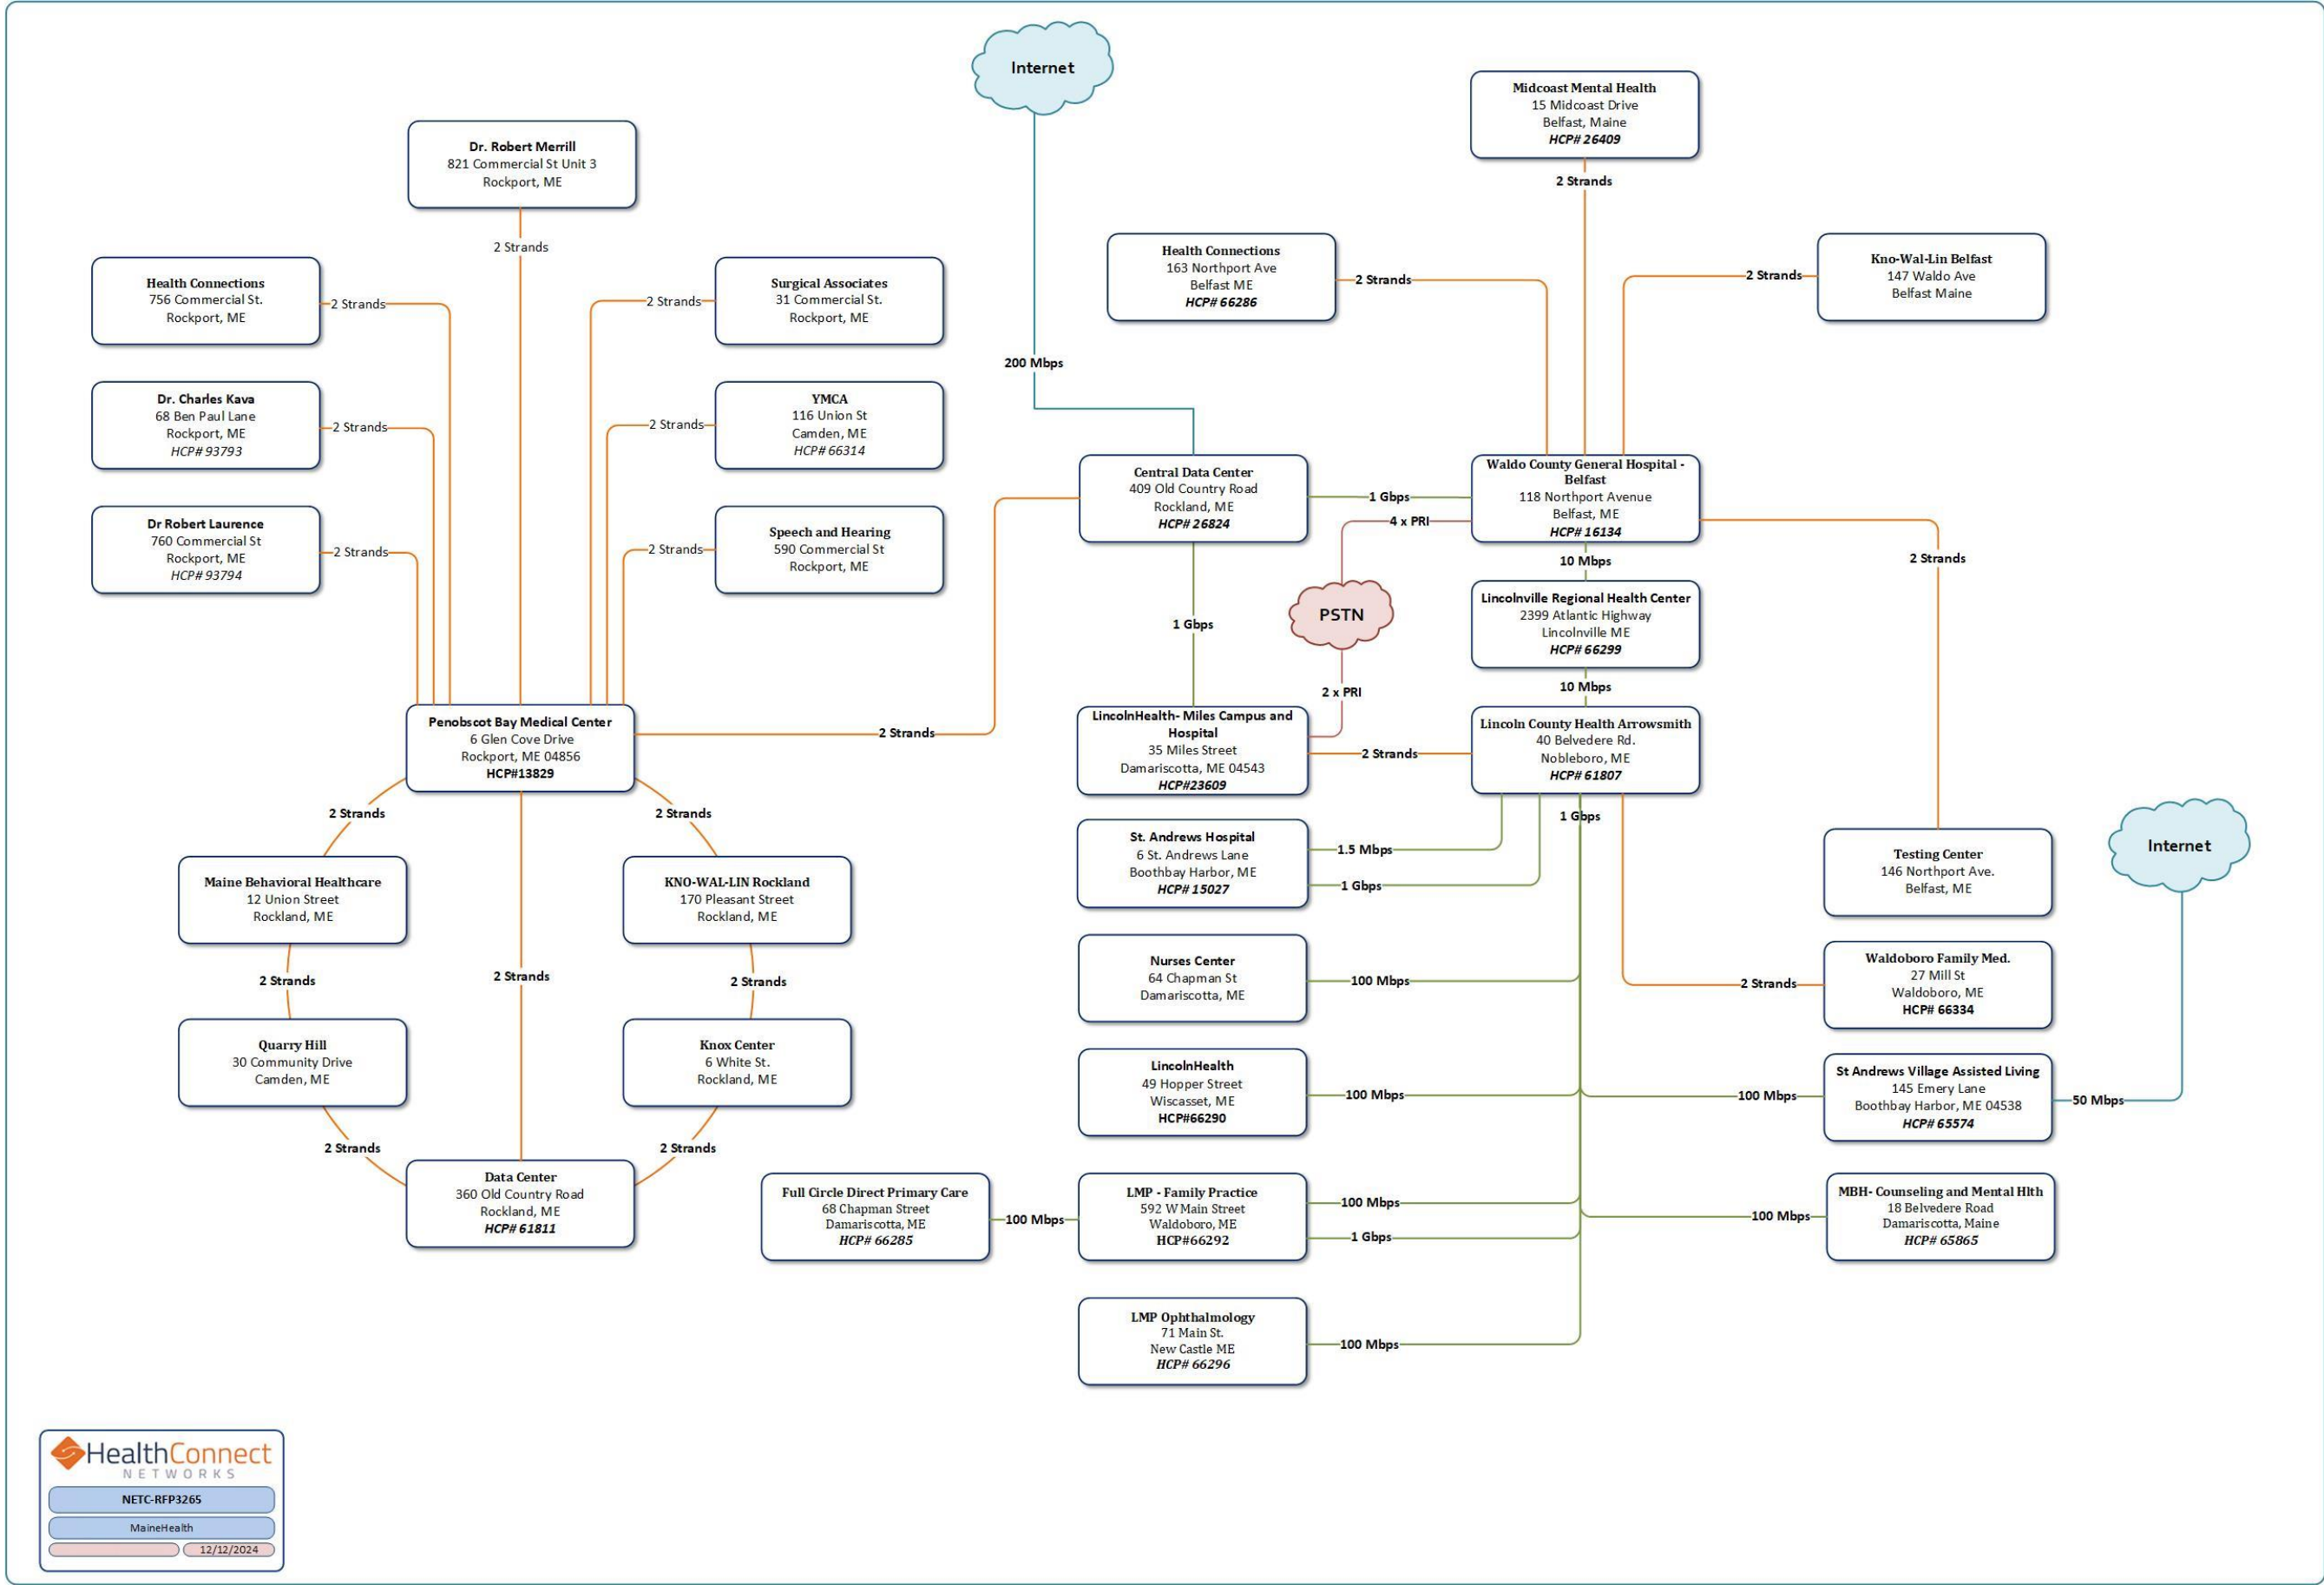 Internet
Midcoast Mental Health
15 Midcoast Drive
Belfast, Maine
HCP# 26409
2 Strands
Dr. Robert Merrill
821 Commercial St Unit 3
Rockport, ME
2 Strands
Health Connections
756 Commercial St.
Rockport, ME
2 Strands
Surgical Associates
31 Commercial St.
Rockport, ME
2 Strands
Health Connections
163 Northport Ave
Belfast ME
HCP# 66286
2 Strands
Kno-Wal-Lin Belfast
147 Waldo Ave
Belfast Maine
2 Strands
200 Mbps
Dr. Charles Kava
68 Ben Paul Lane
Rockport, ME
HCP# 93793
2 Strands
YMCA
116 Union St
Camden, ME
HCP# 66314
2 Strands
Dr Robert Laurence
760 Commercial St
Rockport, ME
HCP# 93794
2 Strands
Speech and Hearing
590 Commercial St
Rockport, ME
2 Strands
Central Data Center
409 Old Country Road
Rockland, ME
HCP# 26824
1 Gbps
4 x PRI
Waldo County General Hospital -
Belfast
118 Northport Avenue
Belfast, ME
HCP# 16134
2 Strands
10 Mbps
Lincolnville Regional Health Center
2399 Atlantic Highway
Lincolnville ME
HCP# 66299
10 Mbps
1 Gbps
PSTN
2 x PRI
Penobscot Bay Medical Center
6 Glen Cove Drive
Rockport, ME 04856
HCP#13829
2 Strands
LincolnHealth- Miles Campus and
Hospital
35 Miles Street
Damariscotta, ME 04543
HCP#23609
2 Strands
Lincoln County Health Arrowsmith
40 Belvedere Rd.
Nobleboro, ME
HCP# 61807
1 Gbps
2 Strands
2 Strands
St. Andrews Hospital
6 St. Andrews Lane
Boothbay Harbor, ME
HCP# 15027
1.5 Mbps
1 Gbps
Testing Center
146 Northport Ave.
Belfast, ME
Internet
Maine Behavioral Healthcare
12 Union Street
Rockland, ME
KNO-WAL-LIN Rockland
170 Pleasant Street
Rockland, ME
2 Strands
2 Strands
2 Strands
Nurses Center
64 Chapman St
Damariscotta, ME
100 Mbps
2 Strands
Waldoboro Family Med.
27 Mill St
Waldoboro, ME
HCP# 66334
Quarry Hill
30 Community Drive
Camden, ME
Knox Center
6 White St.
Rockland, ME
LincolnHealth
49 Hopper Street
Wiscasset, ME
HCP#66290
100 Mbps
100 Mbps
St Andrews Village Assisted Living
145 Emery Lane
Boothbay Harbor, ME 04538
HCP# 65574
50 Mbps
2 Strands
2 Strands
Data Center
360 Old Country Road
Rockland, ME
HCP# 61811
Full Circle Direct Primary Care
68 Chapman Street
Damariscotta, ME
HCP# 66285
100 Mbps
LMP - Family Practice
592 W Main Street
Waldoboro, ME
HCP#66292
100 Mbps
1 Gbps
100 Mbps
MBH- Counseling and Mental Hlth
18 Belvedere Road
Damariscotta, Maine
HCP# 65865
LMP Ophthalmology
71 Main St.
New Castle ME
HCP# 66296
100 Mbps
HealthConnect
NETWORKS
NETC-RFP3265
MaineHealth
12/12/2024